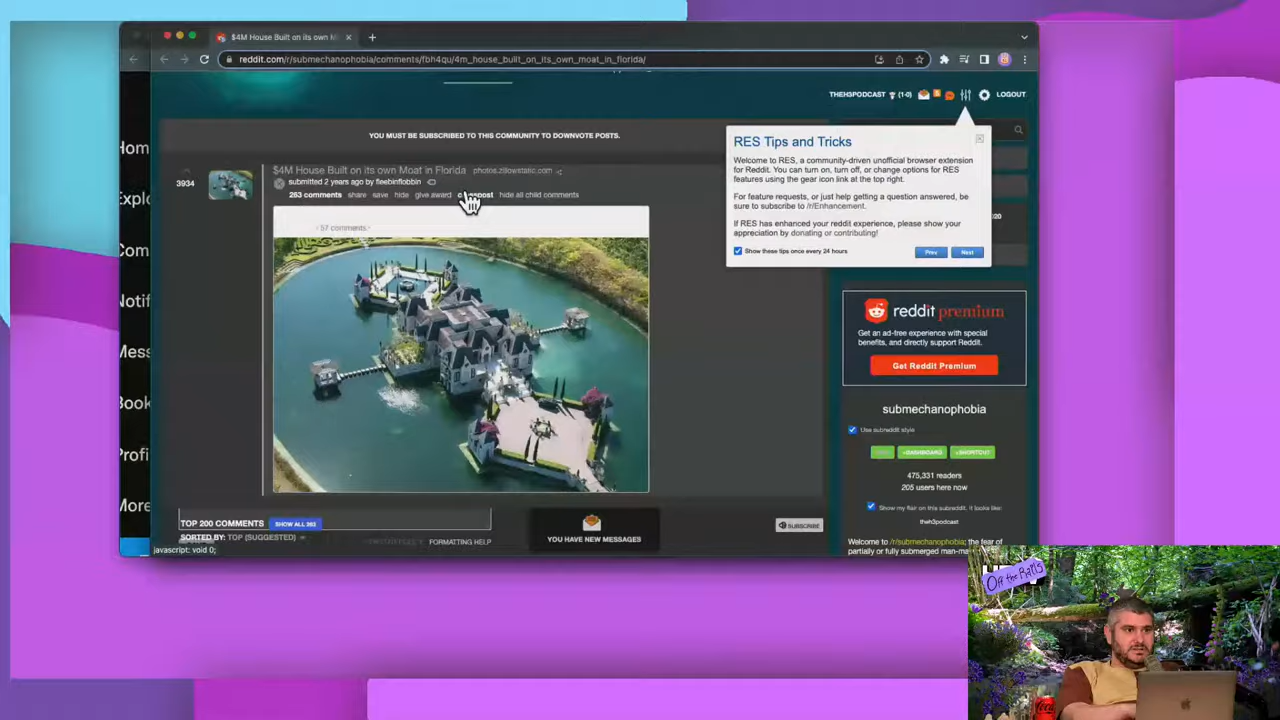 $4M House Built on its own M
reddit.com/r/submechanophobia/comments/fbh4qu/4m_house_built_on_its_own_moat_in_florida/
THEH3PODCAST (1·0) LOGOUT
YOU MUST BE SUBSCRIBED TO THIS COMMUNITY TO DOWNVOTE POSTS.
3934
$4M House Built on its own Moat in Florida photos.zillowstatic.com
submitted 2 years ago by fleebinflobbin
263 comments share save hide give award hide all child comments
57 comments
RES Tips and Tricks
Welcome to RES, a community-driven unofficial browser extension
for Reddit. You can turn on, turn off, or change options for RES
features using the gear icon link at the top right.
For feature requests, or just help getting a question answered, be
sure to subscribe to /r/Enhancement.
If RES has enhanced your reddit experience, please show your
appreciation by donating or contributing!
Show these tips once every 24 hours
Prev Next
reddit premium
Get an ad-free experience with special
benefits, and directly support Reddit.
Get Reddit Premium
submechanophobia
Use subreddit style
+DASHBOARD +SHORTCUT
475,331 readers
205 users here now
Show my flair on this subreddit. It looks like:
theh3podcast
Welcome to /r/submechanophobia; the fear of
partially or fully submerged man-ma
TOP 200 COMMENTS SHOW ALL 263
SORTED BY: TOP (SUGGESTED)
FORMATTING HELP
YOU HAVE NEW MESSAGES
SUBSCRIBE
javascript: void 0;
Hom
Explo
Notif
Mess
Book
Profi
More
Off the Rails